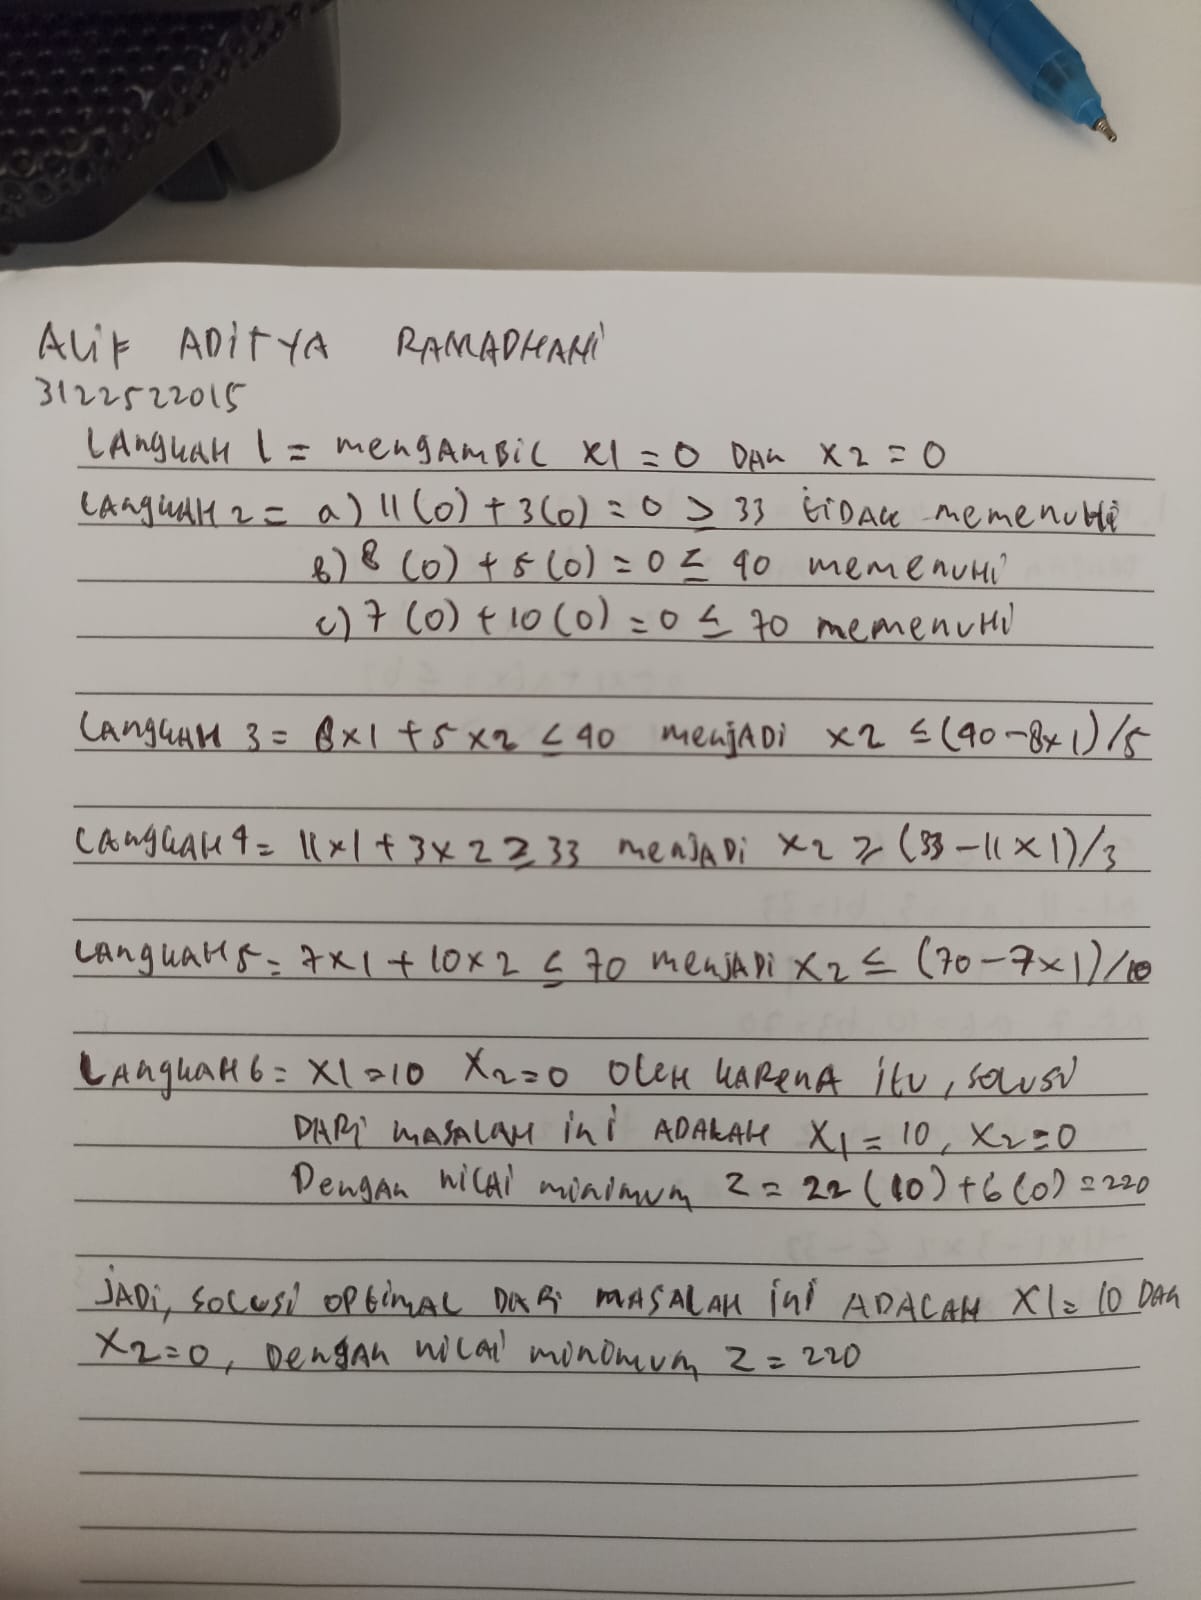 Alif ADitYA RAMADHANi
3122522015
LAngkAH 1 = mengAmBiL x1 = 0 DAn x2 = 0
LAngkAH 2 = a) 11 (0) + 3(0) = 0 ≥ 33 tiDAk memenuHi
b) 8 (0) + 5 (0) = 0 ≤ 40 memenuHi
c) 7 (0) + 10 (0) = 0 ≤ 70 memenuHi
LAngkAH 3 = 8x1 + 5x2 ≤ 40 menjADi x2 ≤ (40-8x1)/5
LAngkAH 4 = 11x1 + 3x2 ≥ 33 menjADi x2 ≥ (33-11x1)/3
LAngkAH 5 = 7x1 + 10x2 ≤ 70 menjADi x2 ≤ (70-7x1)/10
LAngkAH 6 = x1=10 x2=0 OleH kARenA itu, solusi
DARi mASALAH ini ADALAH x1 = 10, x2=0
DengAn niLAi minimum Z = 22 (10) + 6 (0) = 220
jADi, soLusi optimAL DARi mASALAH ini ADALAH x1 = 10 DAn
x2=0, DengAn niLAi minomum Z = 220